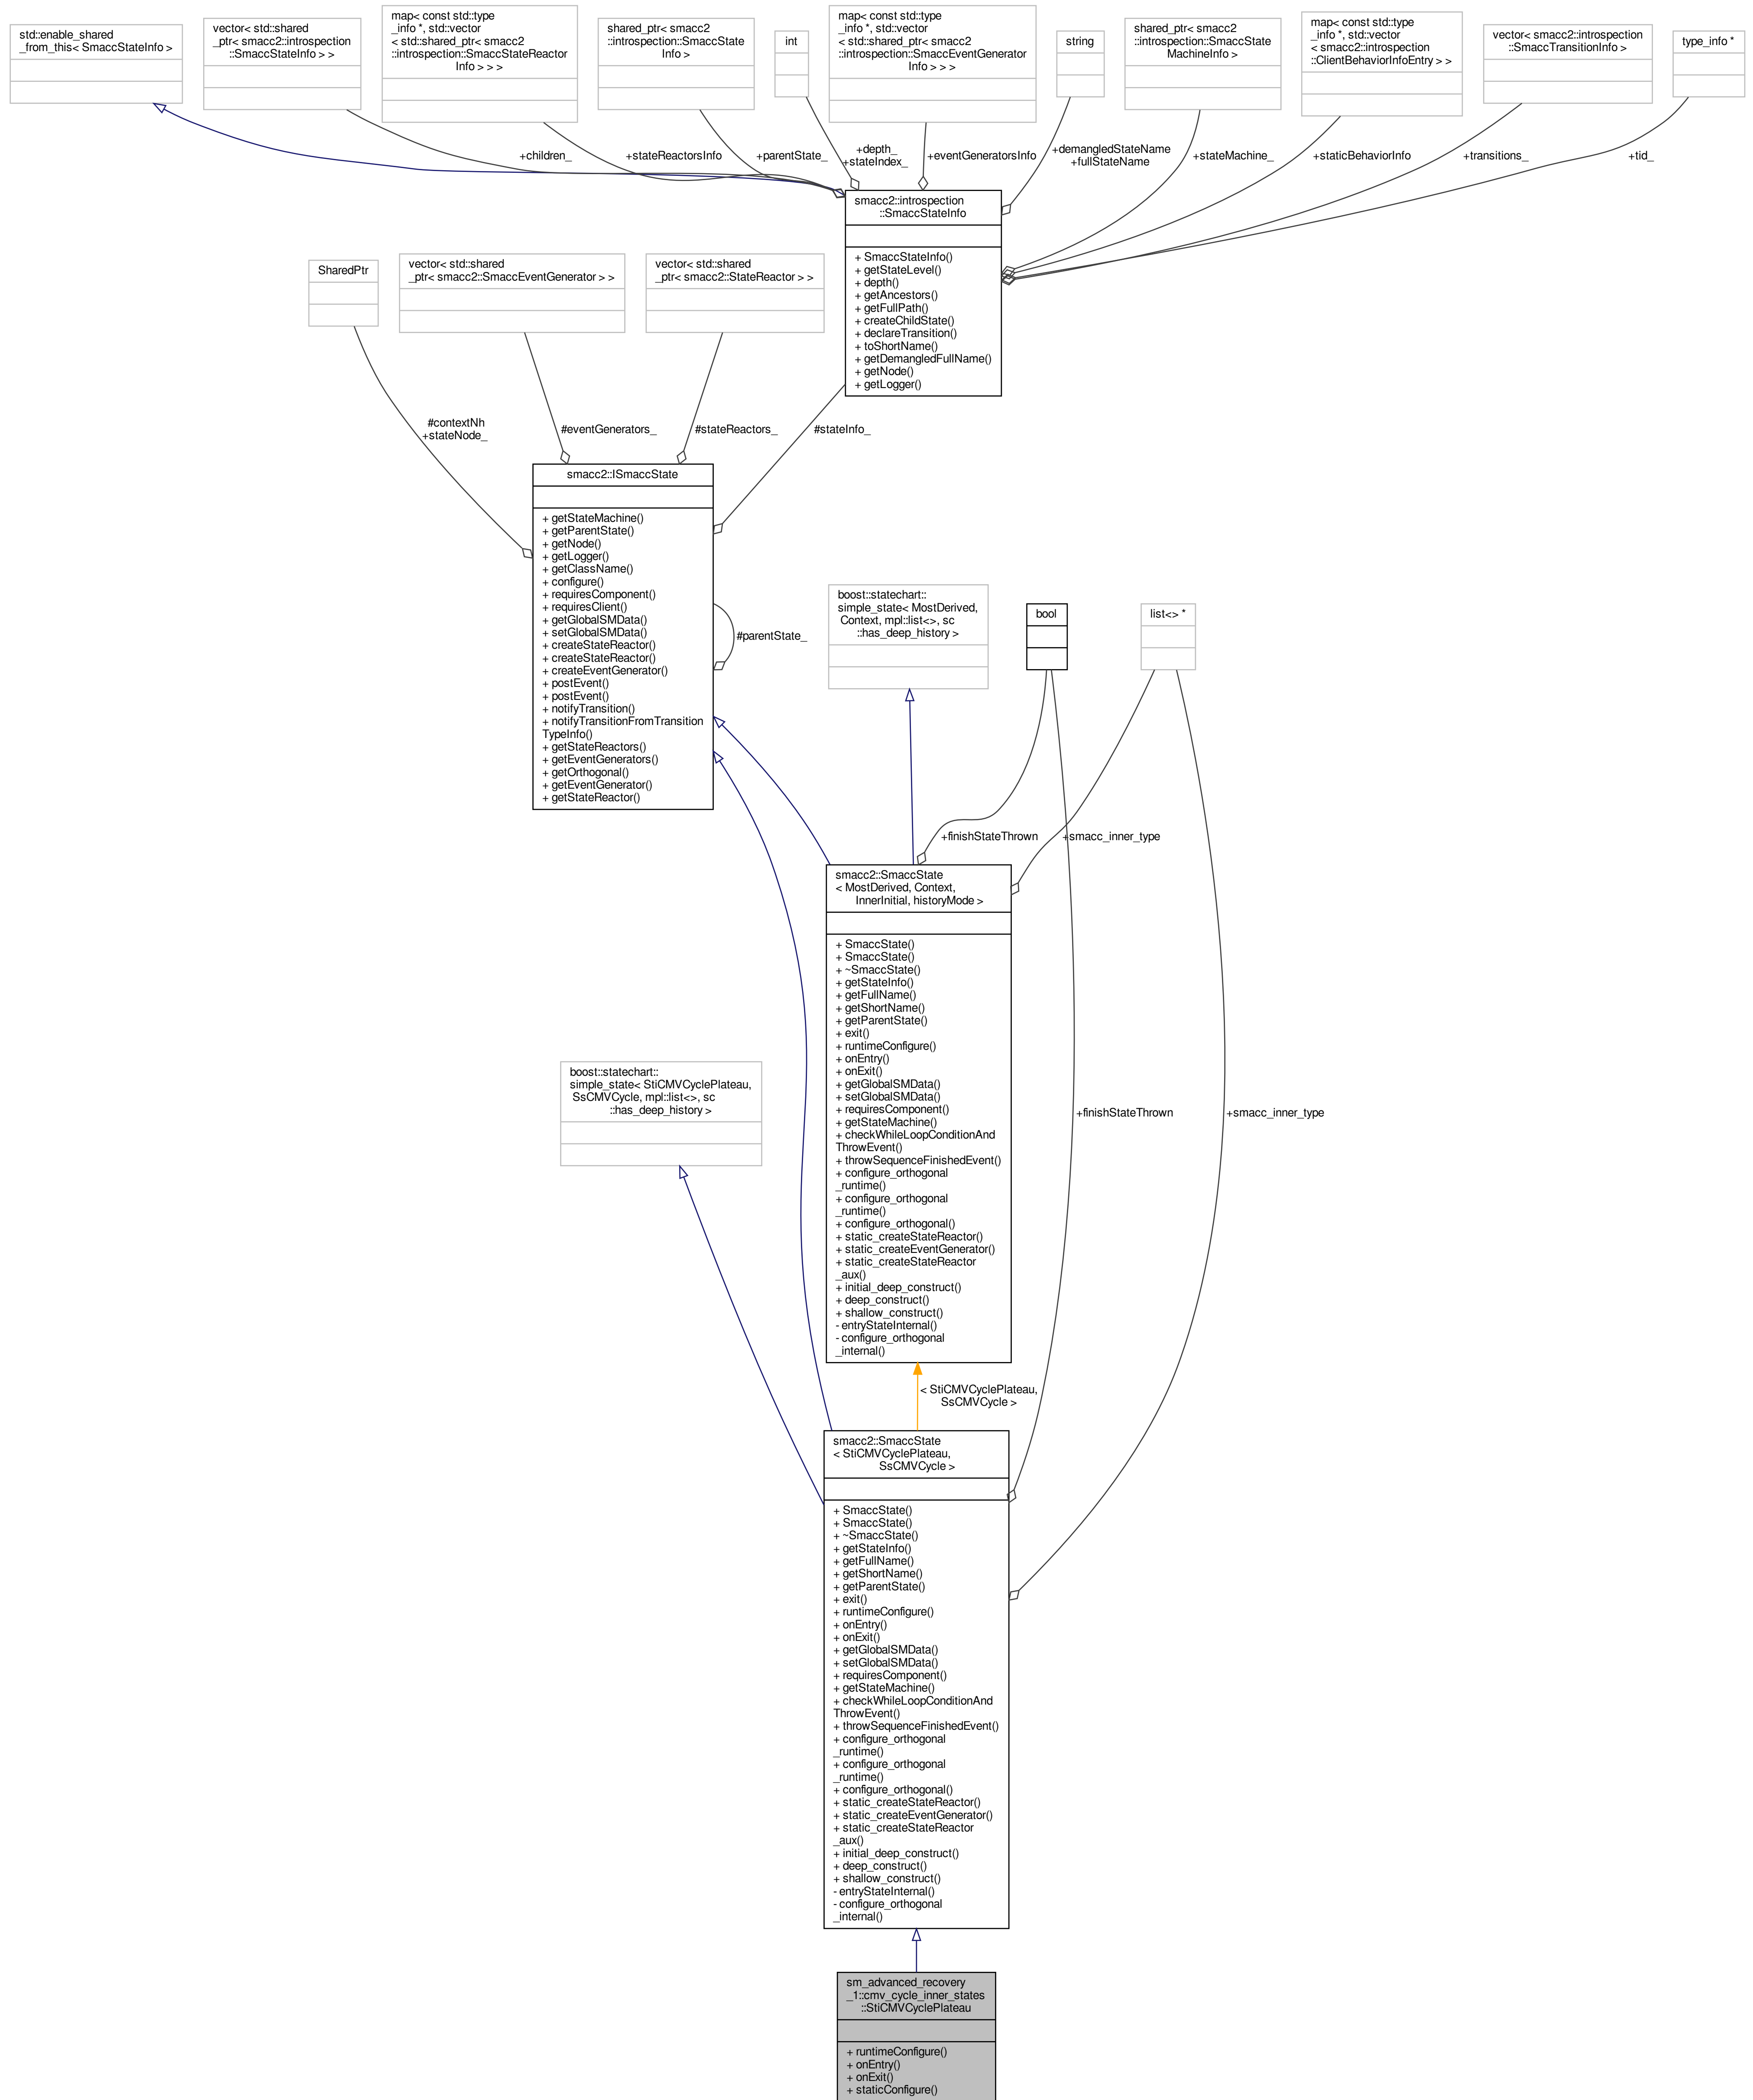 std::enable_shared
_from_this< SmaccStateInfo >
vector< std::shared
_ptr< smacc2::introspection
::SmaccStateInfo > >
map< const std::type
_info *, std::vector
< std::shared_ptr< smacc2
::introspection::SmaccStateReactor
Info > > >
shared_ptr< smacc2
::introspection::SmaccState
Info >
int
map< const std::type
_info *, std::vector
< std::shared_ptr< smacc2
::introspection::SmaccEventGenerator
Info > > >
string
shared_ptr< smacc2
::introspection::SmaccState
MachineInfo >
map< const std::type
_info *, std::vector
< smacc2::introspection
::ClientBehaviorInfoEntry > >
vector< smacc2::introspection
::SmaccTransitionInfo >
type_info *
+children_
+stateReactorsInfo
+parentState_
+depth_
+stateIndex_
+eventGeneratorsInfo
+demangledStateName
+fullStateName
+stateMachine_
+staticBehaviorInfo
+transitions_
+tid_
smacc2::introspection
::SmaccStateInfo
+ SmaccStateInfo()
+ getStateLevel()
+ depth()
+ getAncestors()
+ getFullPath()
+ createChildState()
+ declareTransition()
+ toShortName()
+ getDemangledFullName()
+ getNode()
+ getLogger()
SharedPtr
vector< std::shared
_ptr< smacc2::SmaccEventGenerator > >
vector< std::shared
_ptr< smacc2::StateReactor > >
#contextNh
+stateNode_
#eventGenerators_
#stateReactors_
#stateInfo_
smacc2::ISmaccState
+ getStateMachine()
+ getParentState()
+ getNode()
+ getLogger()
+ getClassName()
+ configure()
+ requiresComponent()
+ requiresClient()
+ getGlobalSMData()
+ setGlobalSMData()
+ createStateReactor()
+ createStateReactor()
+ createEventGenerator()
+ postEvent()
+ postEvent()
+ notifyTransition()
+ notifyTransitionFromTransition
TypeInfo()
+ getStateReactors()
+ getEventGenerators()
+ getOrthogonal()
+ getEventGenerator()
+ getStateReactor()
#parentState_
boost::statechart::
simple_state< MostDerived,
Context, mpl::list<>, sc
::has_deep_history >
bool
list<> *
+finishStateThrown
+smacc_inner_type
smacc2::SmaccState
< MostDerived, Context,
InnerInitial, historyMode >
+ SmaccState()
+ SmaccState()
+ ~SmaccState()
+ getStateInfo()
+ getFullName()
+ getShortName()
+ getParentState()
+ exit()
+ runtimeConfigure()
+ onEntry()
+ onExit()
+ getGlobalSMData()
+ setGlobalSMData()
+ requiresComponent()
+ getStateMachine()
+ checkWhileLoopConditionAnd
ThrowEvent()
+ throwSequenceFinishedEvent()
+ configure_orthogonal
_runtime()
+ configure_orthogonal
_runtime()
+ configure_orthogonal()
+ static_createStateReactor()
+ static_createEventGenerator()
+ static_createStateReactor
_aux()
+ initial_deep_construct()
+ deep_construct()
+ shallow_construct()
- entryStateInternal()
- configure_orthogonal
_internal()
boost::statechart::
simple_state< StiCMVCyclePlateau,
SsCMVCycle, mpl::list<>, sc
::has_deep_history >
+finishStateThrown
+smacc_inner_type
< StiCMVCyclePlateau,
SsCMVCycle >
smacc2::SmaccState
< StiCMVCyclePlateau,
SsCMVCycle >
+ SmaccState()
+ SmaccState()
+ ~SmaccState()
+ getStateInfo()
+ getFullName()
+ getShortName()
+ getParentState()
+ exit()
+ runtimeConfigure()
+ onEntry()
+ onExit()
+ getGlobalSMData()
+ setGlobalSMData()
+ requiresComponent()
+ getStateMachine()
+ checkWhileLoopConditionAnd
ThrowEvent()
+ throwSequenceFinishedEvent()
+ configure_orthogonal
_runtime()
+ configure_orthogonal
_runtime()
+ configure_orthogonal()
+ static_createStateReactor()
+ static_createEventGenerator()
+ static_createStateReactor
_aux()
+ initial_deep_construct()
+ deep_construct()
+ shallow_construct()
- entryStateInternal()
- configure_orthogonal
_internal()
sm_advanced_recovery
_1::cmv_cycle_inner_states
::StiCMVCyclePlateau
+ runtimeConfigure()
+ onEntry()
+ onExit()
+ staticConfigure()